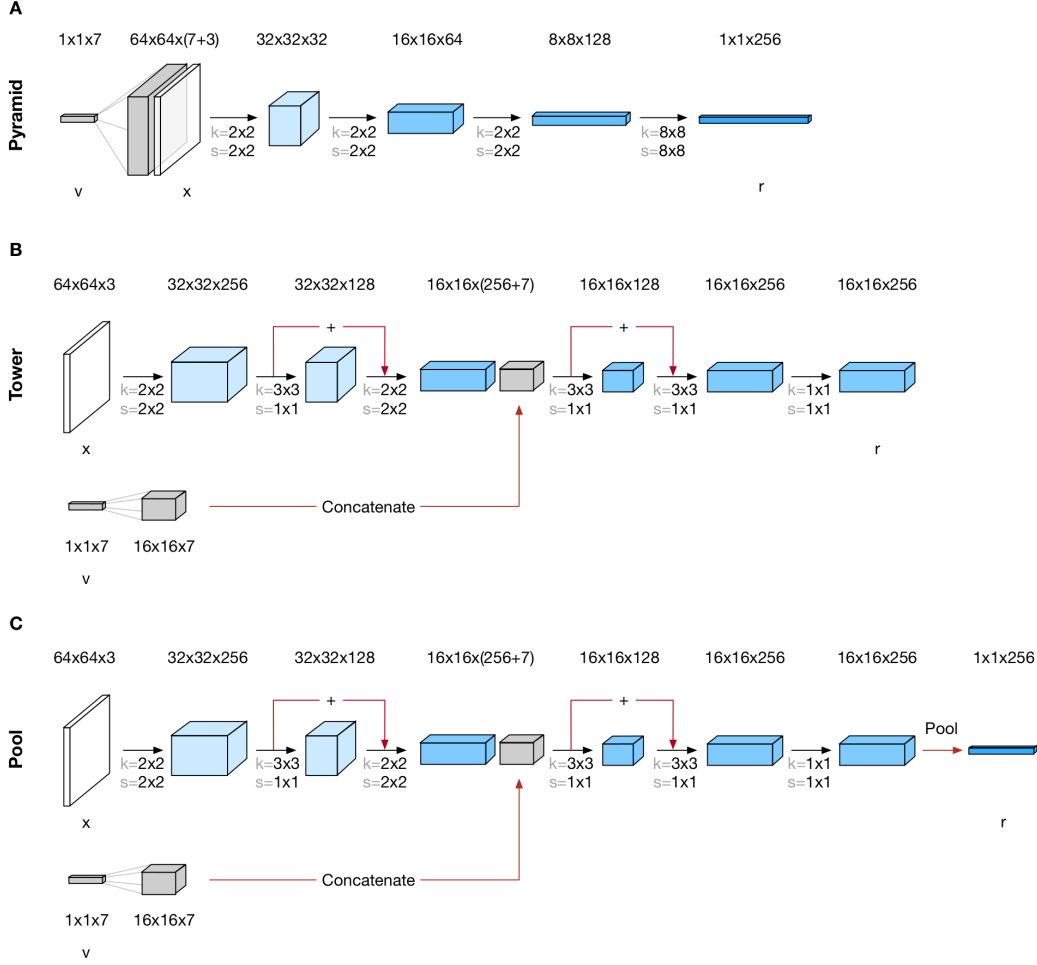 A
Pyramid
1x1x7 64x64x(7+3) 32x32x32 16x16x64 8x8x128 1x1x256
k=2x2 k=2x2 k=2x2 k=8x8
s=2x2 s=2x2 s=2x2 s=8x8
v x r
B
Tower
64x64x3 32x32x256 32x32x128 16x16x(256+7) 16x16x128 16x16x256 16x16x256
+ +
k=2x2 k=3x3 k=2x2 k=3x3 k=3x3 k=1x1
s=2x2 s=1x1 s=2x2 s=1x1 s=1x1 s=1x1
x r
Concatenate
1x1x7 16x16x7
v
C
Pool
64x64x3 32x32x256 32x32x128 16x16x(256+7) 16x16x128 16x16x256 16x16x256 1x1x256
+ +
Pool
k=2x2 k=3x3 k=2x2 k=3x3 k=3x3 k=1x1
s=2x2 s=1x1 s=2x2 s=1x1 s=1x1 s=1x1
x r
Concatenate
1x1x7 16x16x7
v